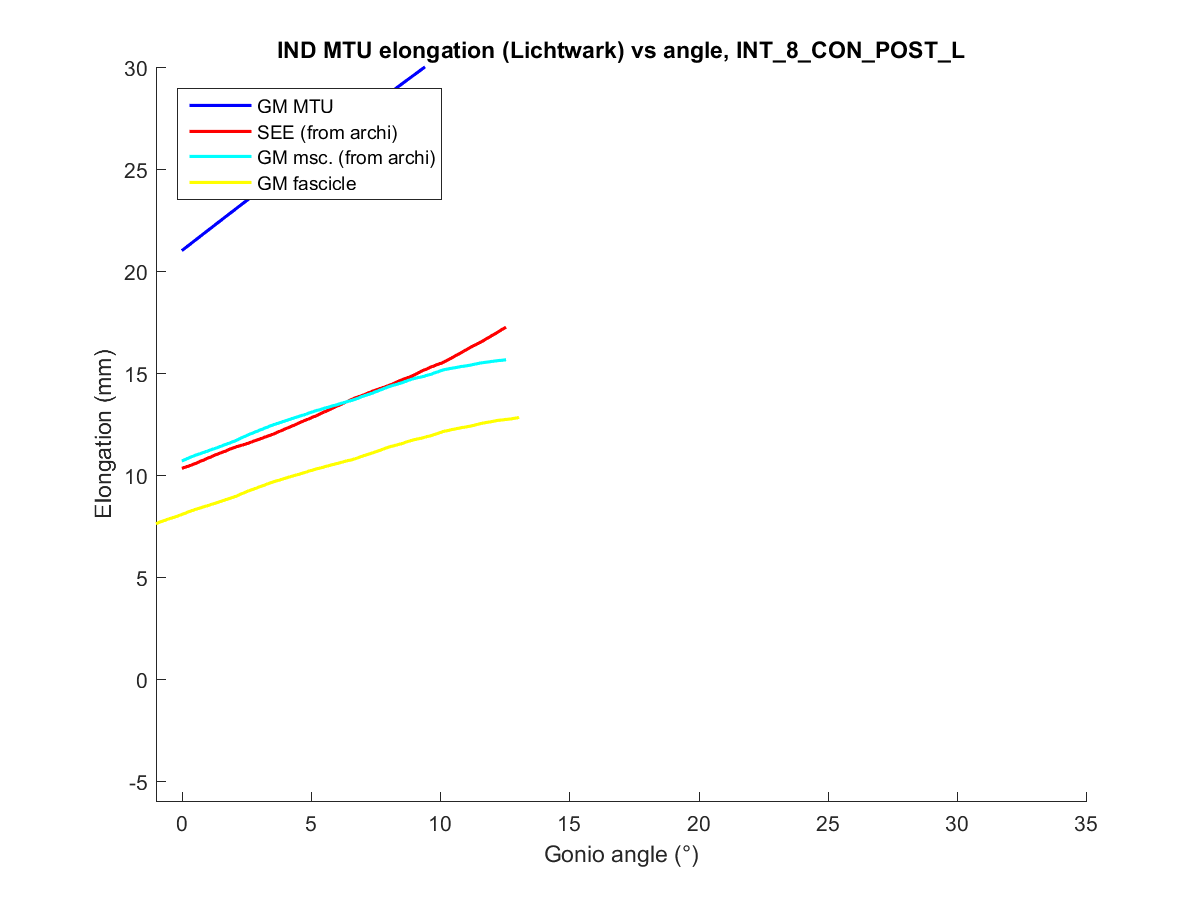 IND MTU elongation (Lichtwark) vs angle, INT_8_CON_POST_L
30
GM MTU
SEE (from archi)
GM msc. (from archi)
GM fascicle
25
20
15
10
5
0
-5
Elongation (mm)
0 5 10 15 20 25 30 35
Gonio angle (°)